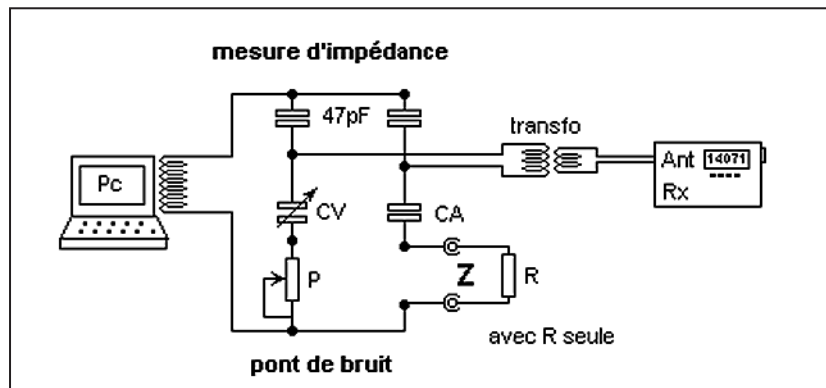 mesure d'impédance
47pF
transfo
Pc
Ant 14071
Rx
CV
CA
P
Z
R
avec R seule
pont de bruit